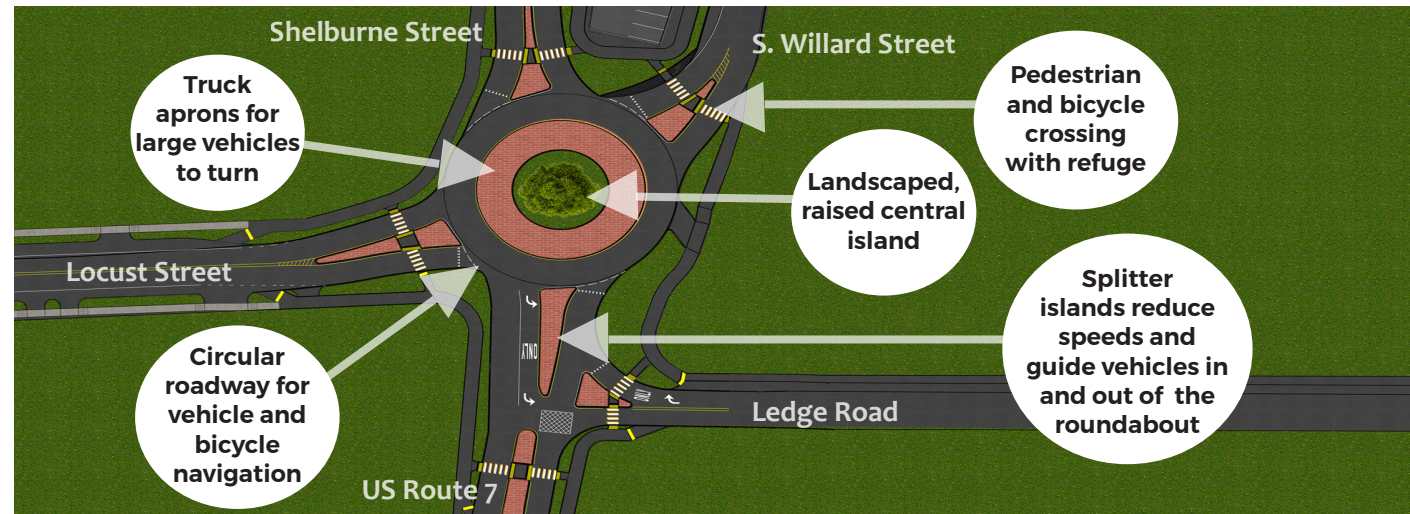 Shelburne Street
S. Willard Street
Truck
aprons for
large vehicles
to turn
Pedestrian
and bicycle
crossing
with refuge
Landscaped,
raised central
island
Locust Street
Splitter
islands reduce
speeds and
guide vehicles in
and out of the
roundabout
Circular
roadway for
vehicle and
bicycle
navigation
ONLY
ONLY
Ledge Road
US Route 7